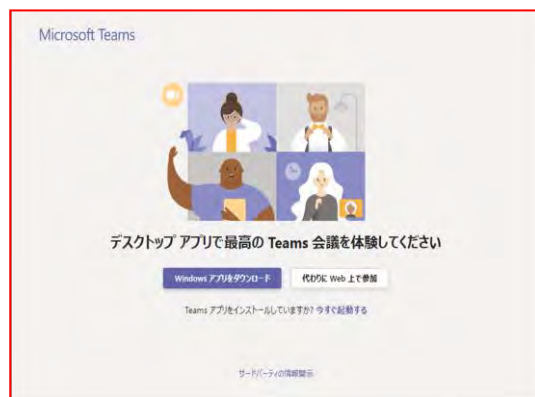 Microsoft Teams
デスクトップ アプリで最高の Teams 会議を体験してください
Windows アプリをダウンロード
代わりに Web 上で参加
Teams アプリをインストールしていますか? 今すぐ起動する
サードパーティの情報開示